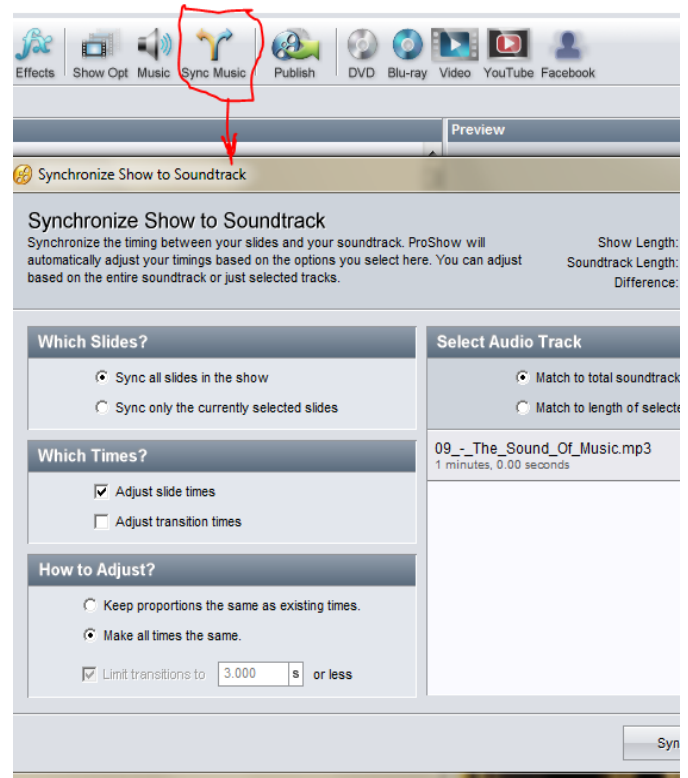 Effects Show Opt Music Sync Music Publish DVD Blu-ray Video YouTube Facebook
Preview
Synchronize Show to Soundtrack
Synchronize Show to Soundtrack
Synchronize the timing between your slides and your soundtrack. ProShow will
automatically adjust your timings based on the options you select here. You can adjust
based on the entire soundtrack or just selected tracks.
Show Length:
Soundtrack Length:
Difference:
Which Slides?
Sync all slides in the show
Sync only the currently selected slides
Which Times?
Adjust slide times
Adjust transition times
How to Adjust?
Keep proportions the same as existing times.
Make all times the same.
Limit transitions to 3.000 s or less
Select Audio Track
Match to total soundtrack
Match to length of selecte
09_-_The_Sound_Of_Music.mp3
1 minutes, 0.00 seconds
Syn